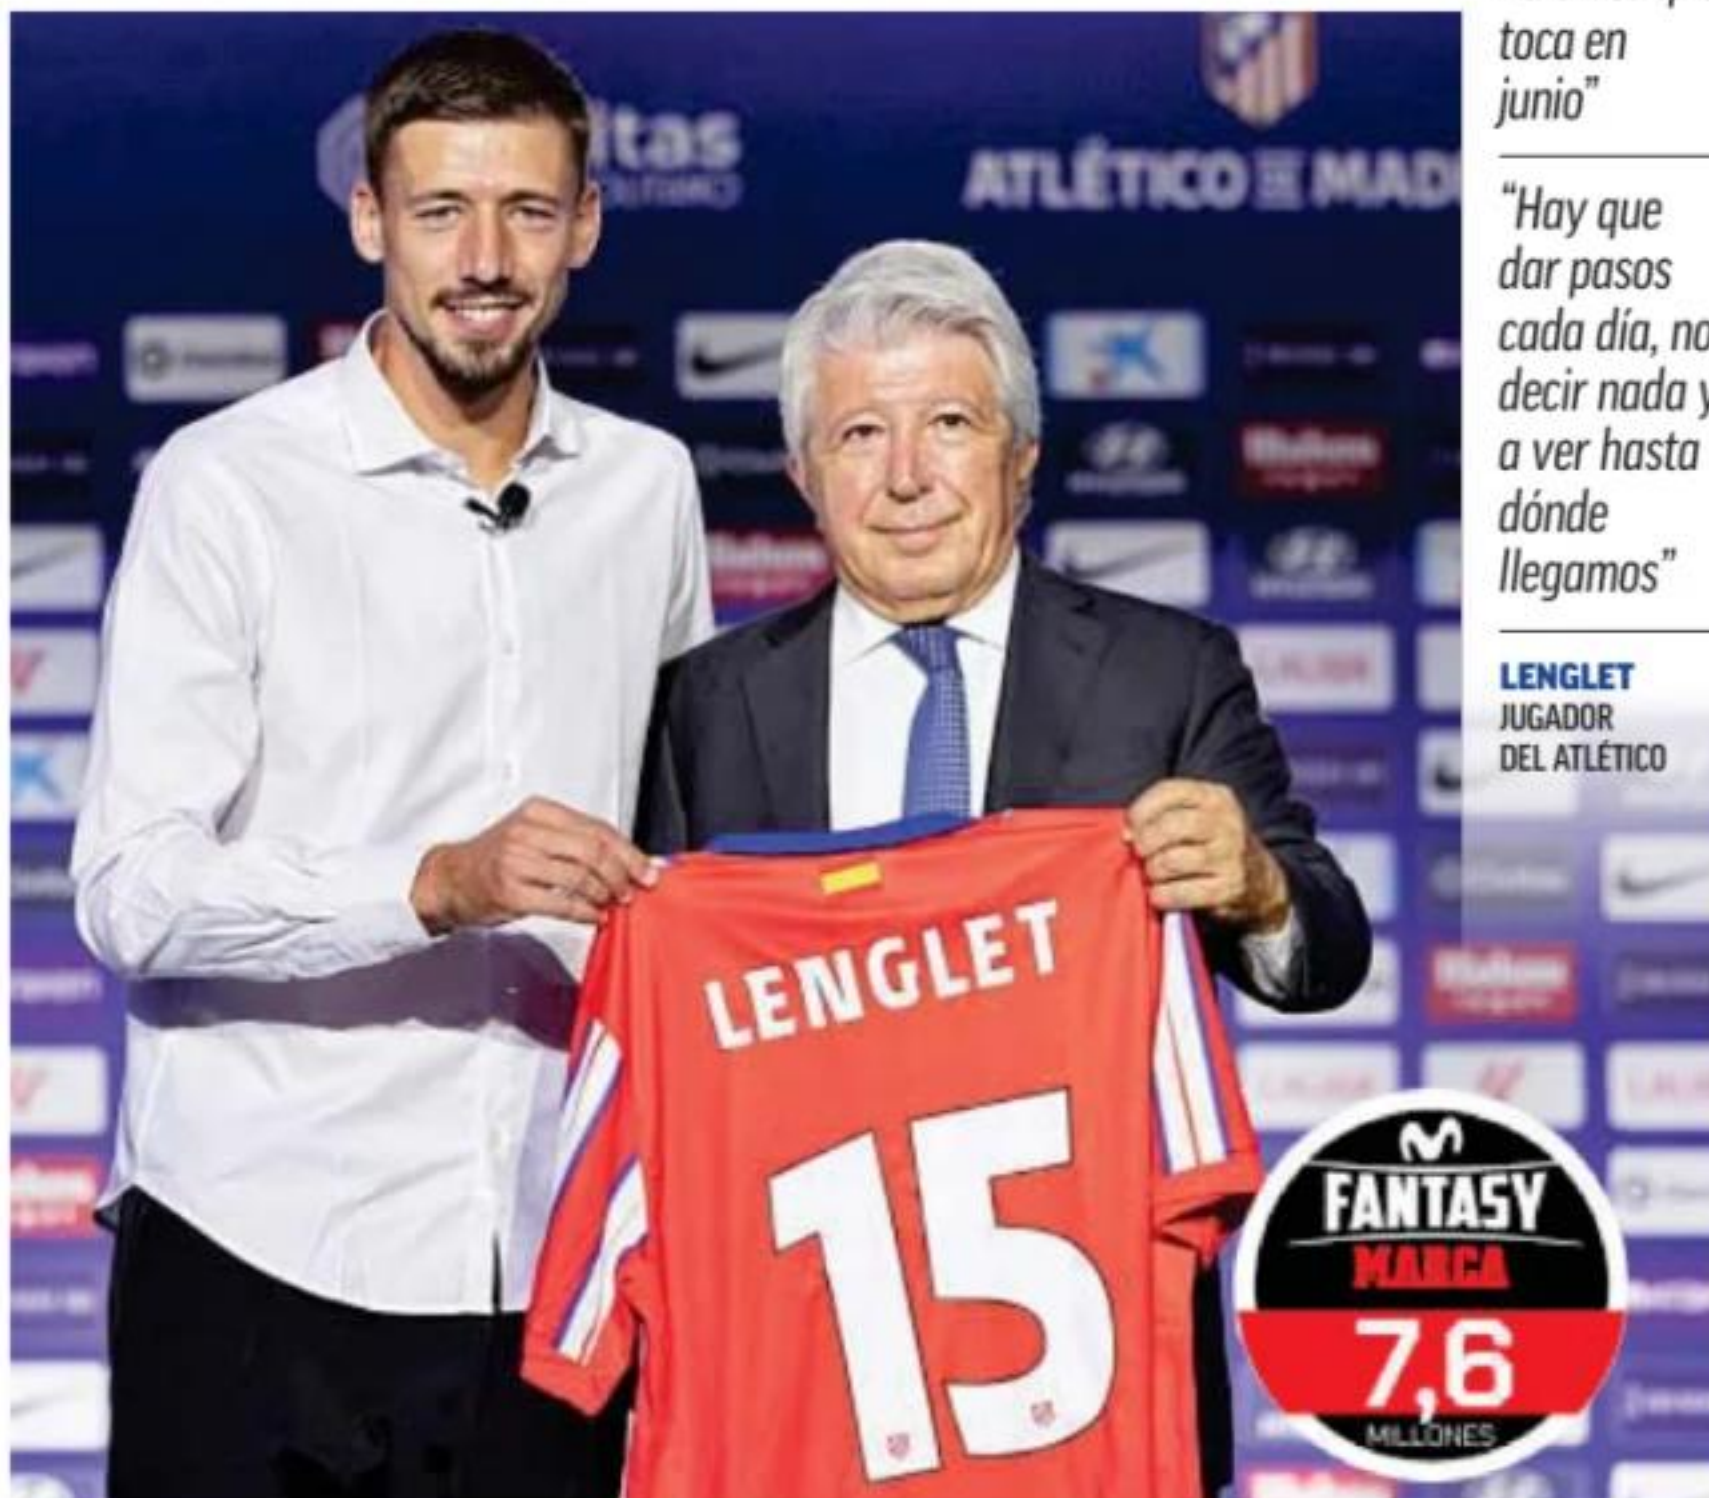 toca en
junio”
“Hay que
dar pasos
cada día, no
decir nada y
a ver hasta
dónde
llegamos”
LENGLET
JUGADOR
DEL ATLÉTICO
ATLÉTICO DE MAD
LENGLET
15
FANTASY
MARCA
7,6
MILLONES